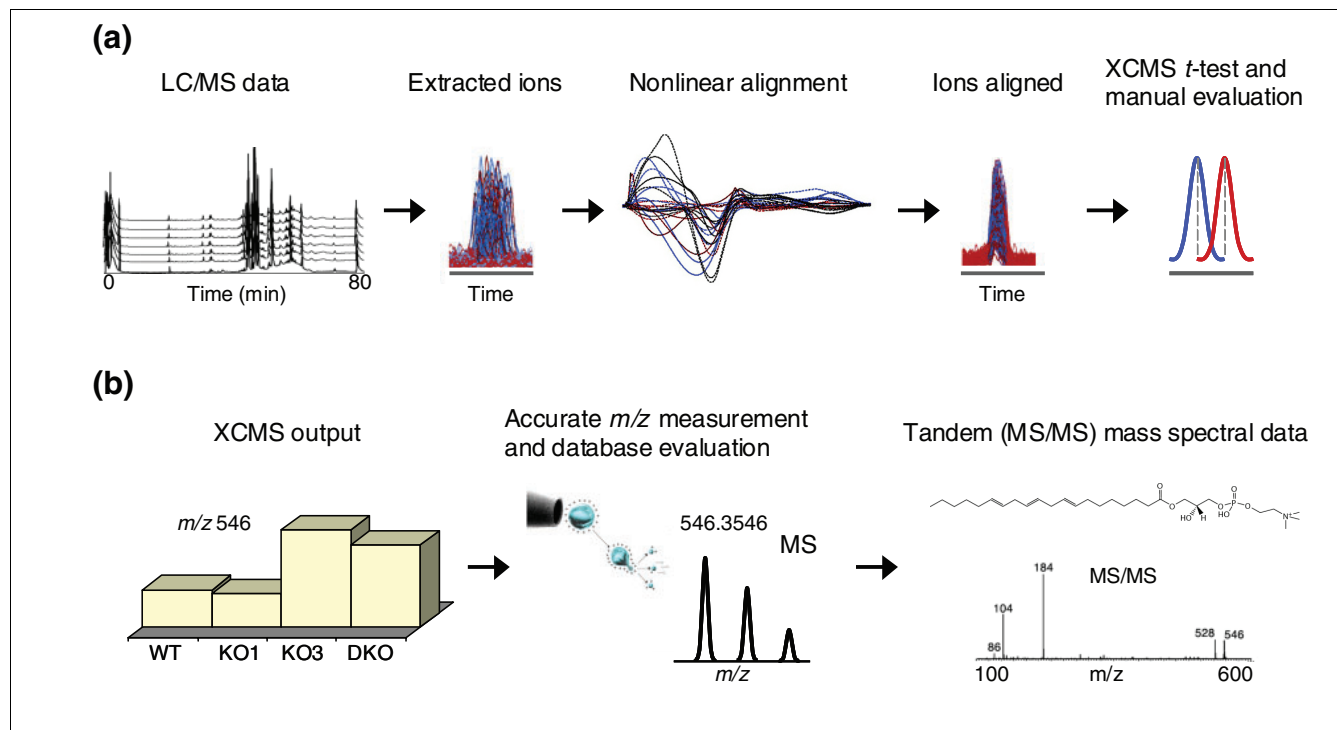 (a)
LC/MS data
Extracted ions
Nonlinear alignment
Ions aligned
XCMS t-test and
manual evaluation
0
Time (min)
80
Time
Time
(b)
XCMS output
Accurate m/z measurement
and database evaluation
Tandem (MS/MS) mass spectral data
m/z 546
WT
KO1
KO3
DKO
546.3546
MS
m/z
O
O
HO
H
O
P
O
HO
O
N+
MS/MS
184
104
86
528
546
100
m/z
600